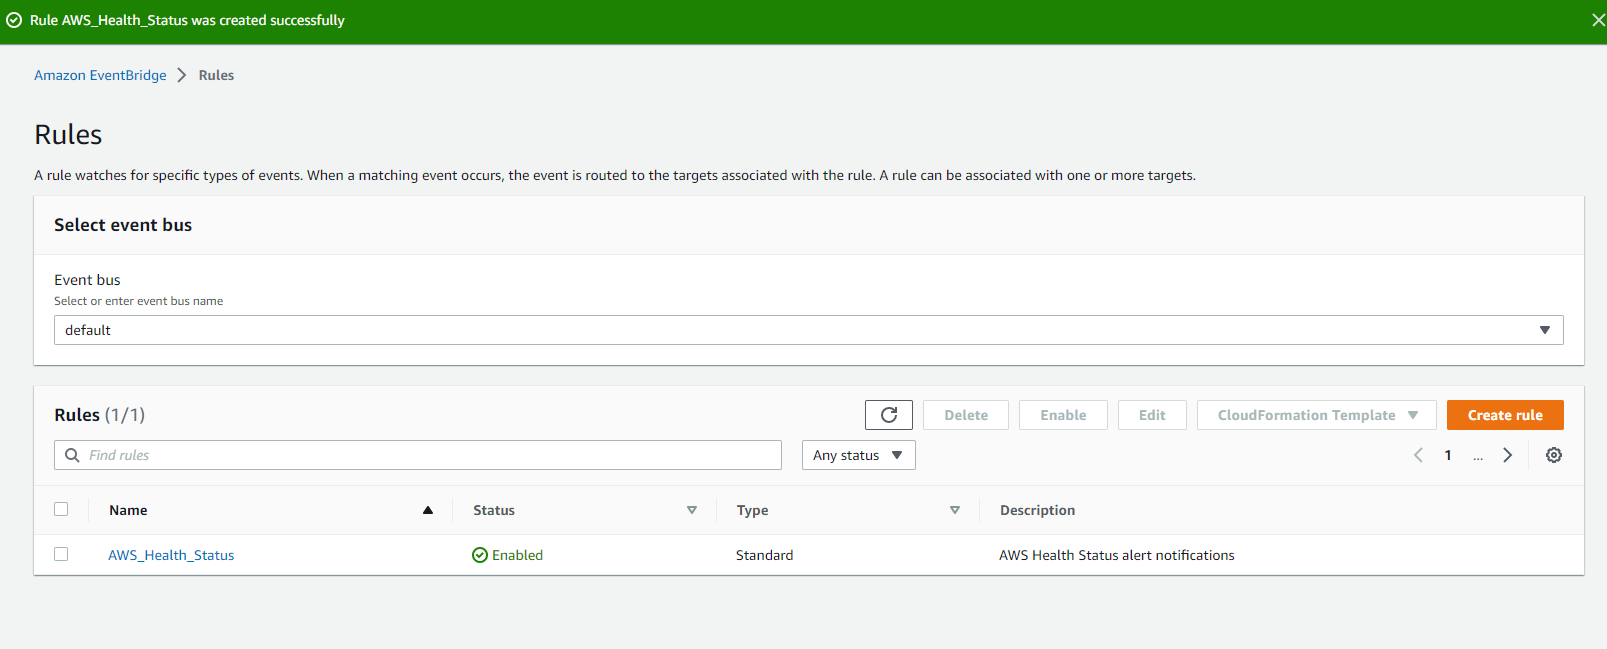 Rule AWS_Health_Status was created successfully
Amazon EventBridge > Rules
Rules
A rule watches for specific types of events. When a matching event occurs, the event is routed to the targets associated with the rule. A rule can be associated with one or more targets.
Select event bus
Event bus
Select or enter event bus name
default
Rules (1/1) Delete Enable Edit CloudFormation Template Create rule
Find rules Any status 1 ...
Name Status Type Description
AWS_Health_Status Enabled Standard AWS Health Status alert notifications